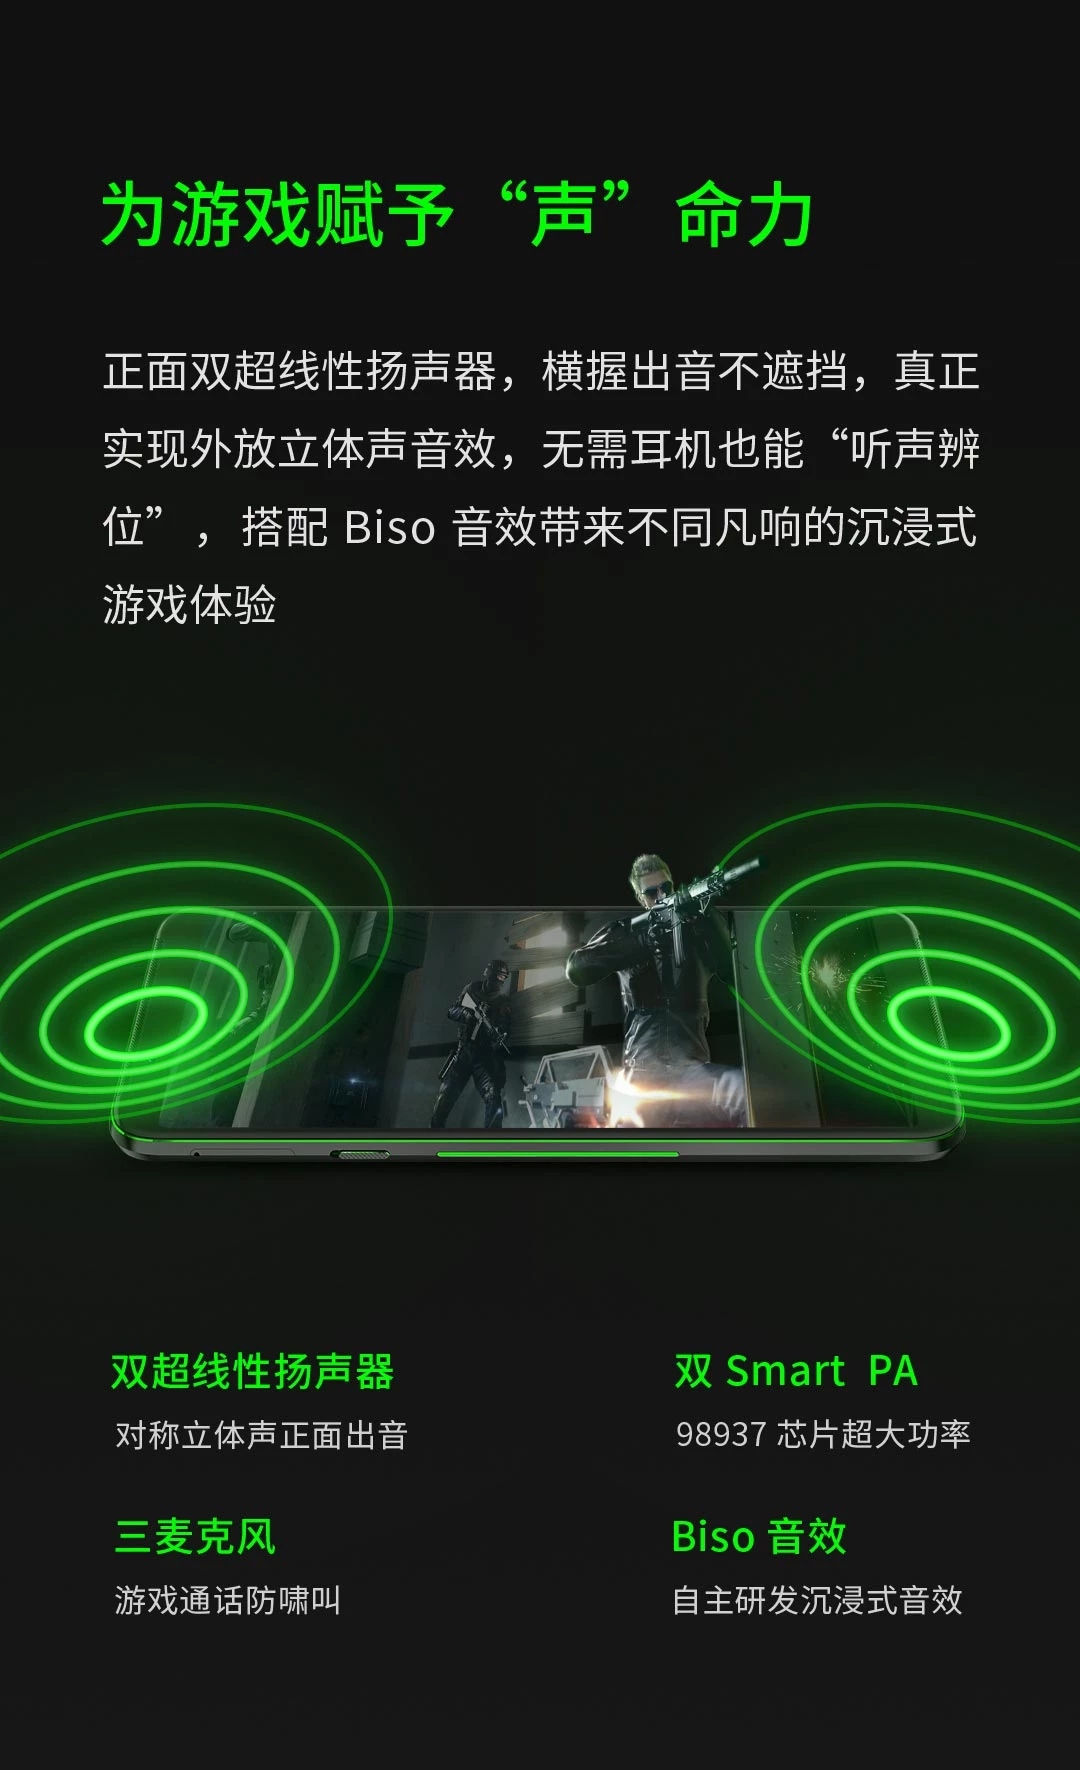 为游戏赋予“声”命力
正面双超线性扬声器，横握出音不遮挡，真正
实现外放立体声音效，无需耳机也能“听声辨
位”，搭配 Biso 音效带来不同凡响的沉浸式
游戏体验
双超线性扬声器
对称立体声正面出音
双 Smart PA
98937 芯片超大功率
三麦克风
游戏通话防啸叫
Biso 音效
自主研发沉浸式音效